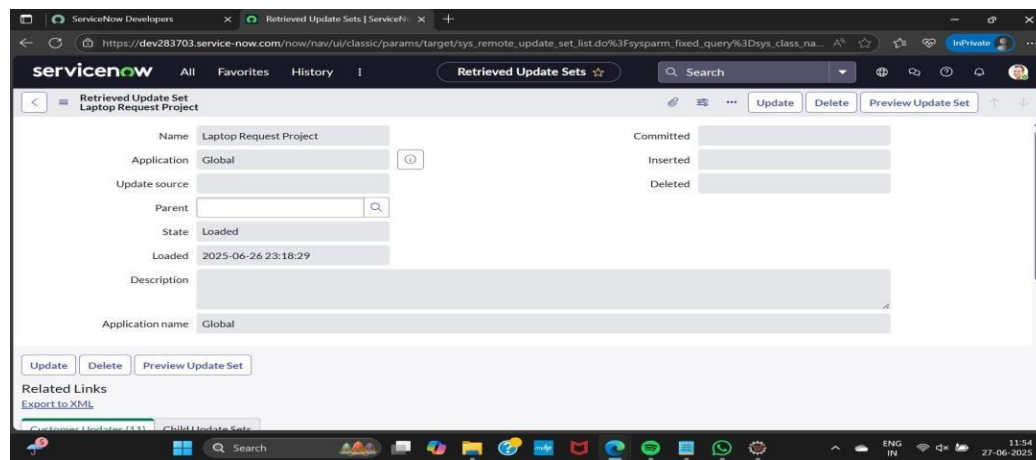 ServiceNow Developers
Retrieved Update Sets | ServiceN
https://dev283703.service-now.com/now/nav/ui/classic/params/target/sys_remote_update_set_list.do%3Fsysparm_fixed_query%3Dsys_class_na...
InPrivate
servicenow All Favorites History Retrieved Update Sets Search
Retrieved Update Set
Laptop Request Project
Update Delete Preview Update Set
Name Laptop Request Project Committed
Application Global Inserted
Update source Deleted
Parent
State Loaded
Loaded 2025-06-26 23:18:29
Description
Application name Global
Update Delete Preview Update Set
Related Links
Export to XML
Customer Updates (11) Child Update Sets
Search
ENG
IN
11:54
27-06-2025